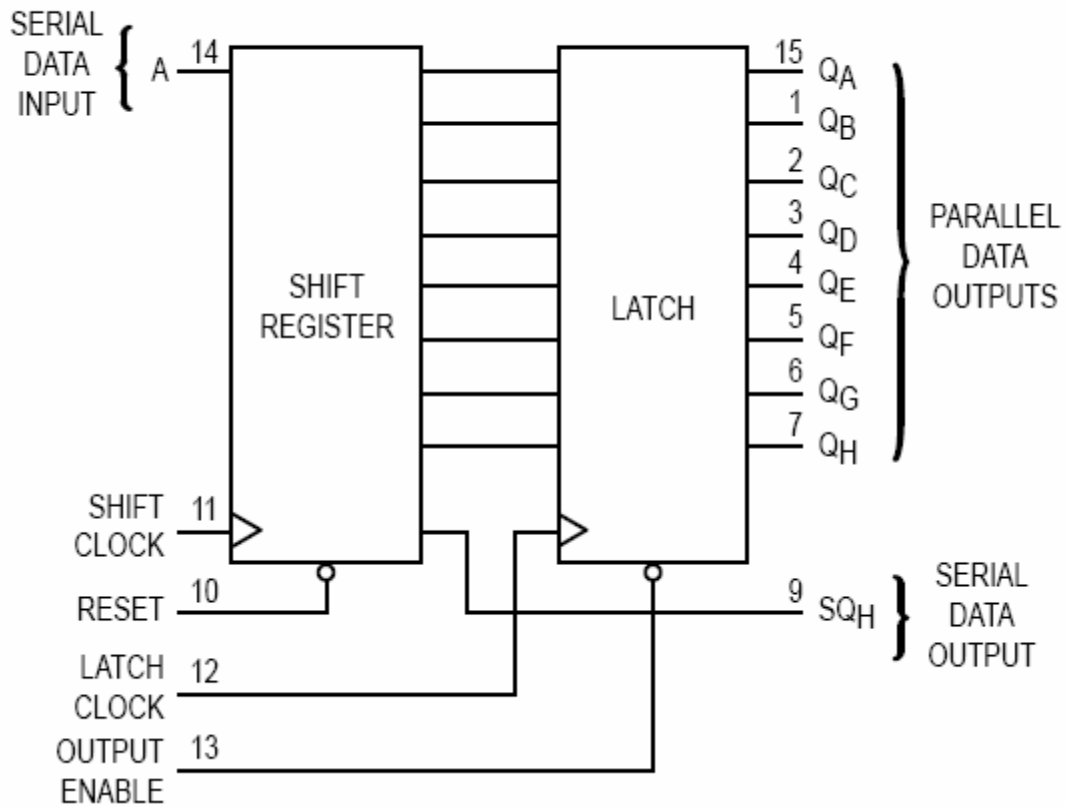 SERIAL
DATA
INPUT
A
14
SHIFT
REGISTER
LATCH
15 QA
1 QB
2 QC
3 QD
4 QE
5 QF
6 QG
7 QH
PARALLEL
DATA
OUTPUTS
SHIFT
CLOCK
11
RESET
10
LATCH
CLOCK
12
OUTPUT
ENABLE
13
9 SQH
SERIAL
DATA
OUTPUT